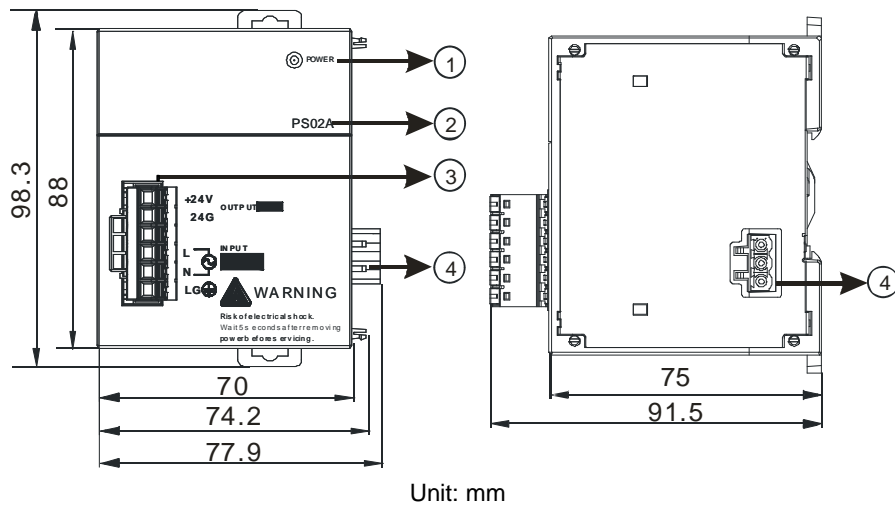 POWER
1
PS02A
2
3
+24V
24G
OUTPUT
L
N
INPUT
LG
WARNING
Risk of electrical shock.
Wait 5 seconds after removing
power before servicing.
4
98.3
88
70
74.2
77.9
4
75
91.5
Unit: mm